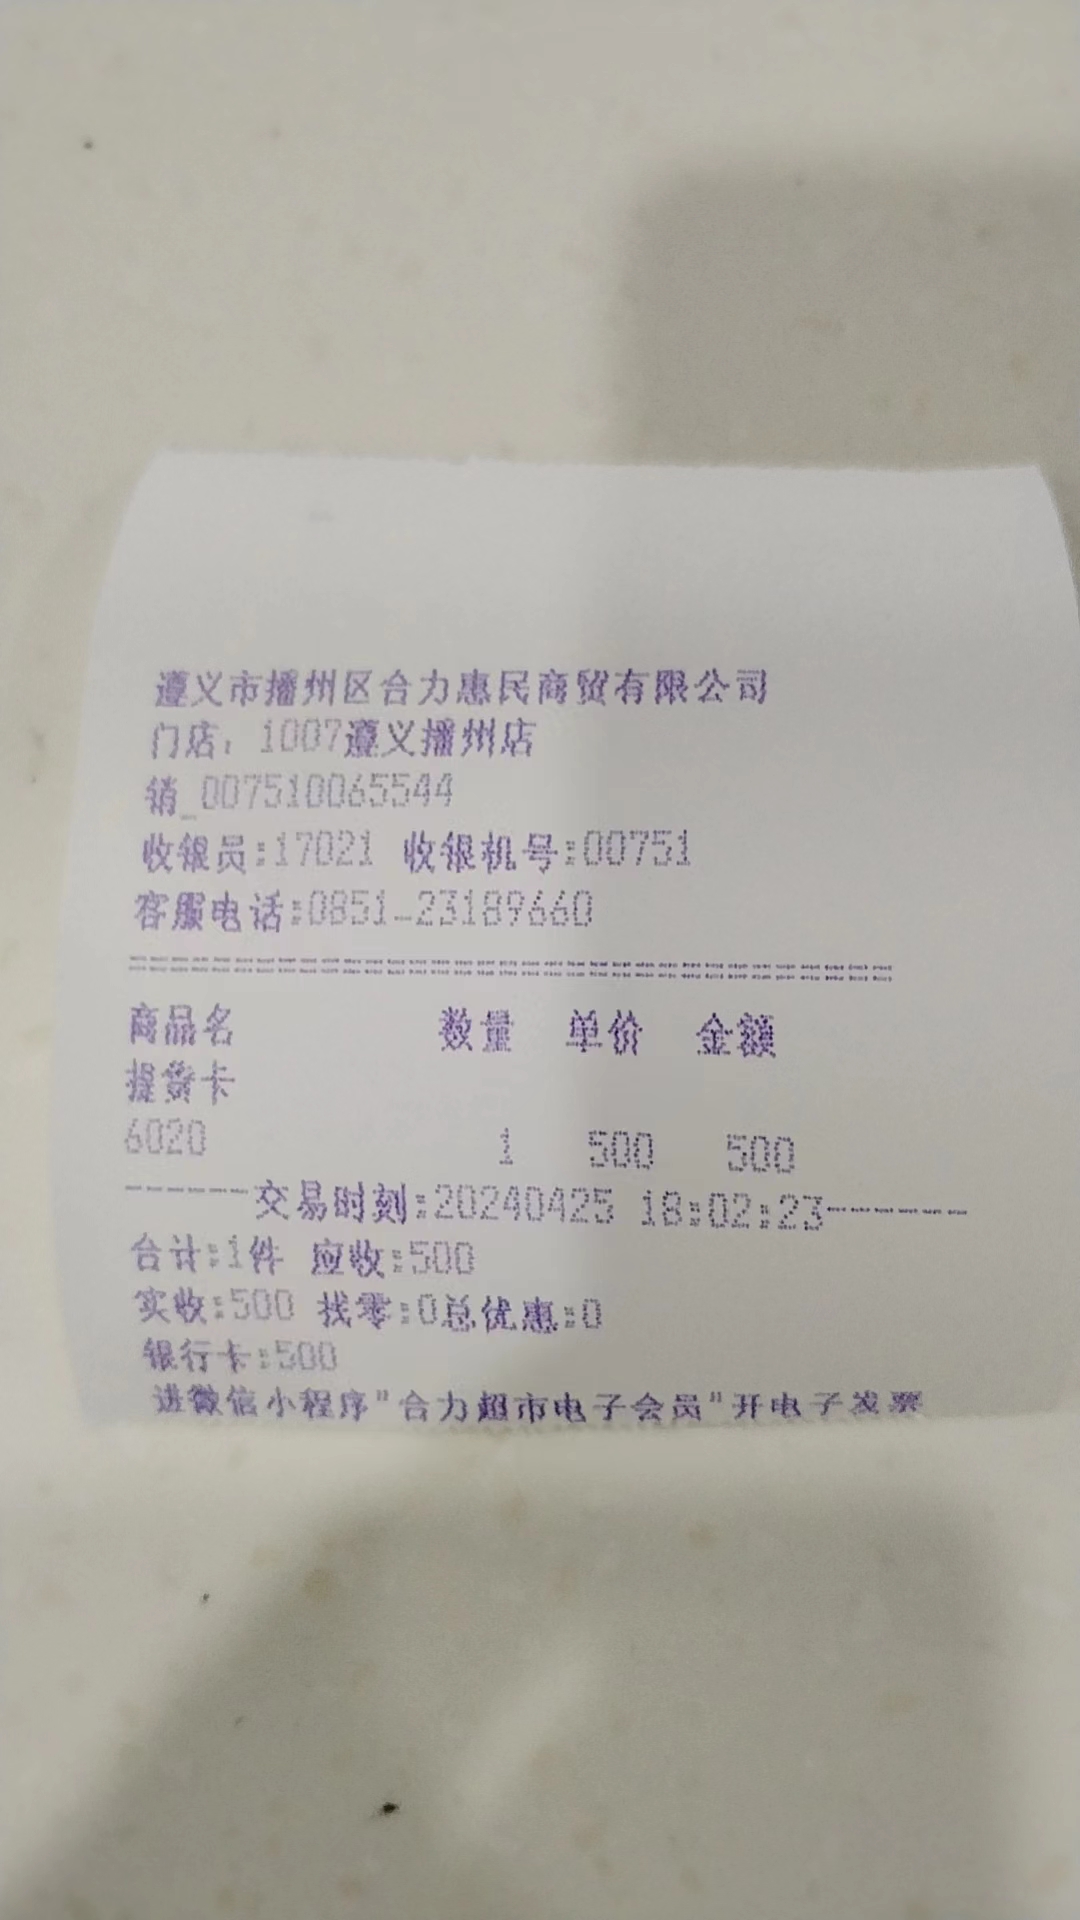 遵义市播州区合力惠民商贸有限公司
门店：1007遵义播州店
销_007510065544
收银员:17021 收银机号:00751
客服电话:0851-23189660
================================
商品名 数量 单价 金额
提货卡
6020 1 500 500
------交易时刻:20240425 18:02:23------
合计:1件 应收:500
实收:500 找零:0总优惠:0
银行卡:500
进微信小程序"合力超市电子会员"开电子发票